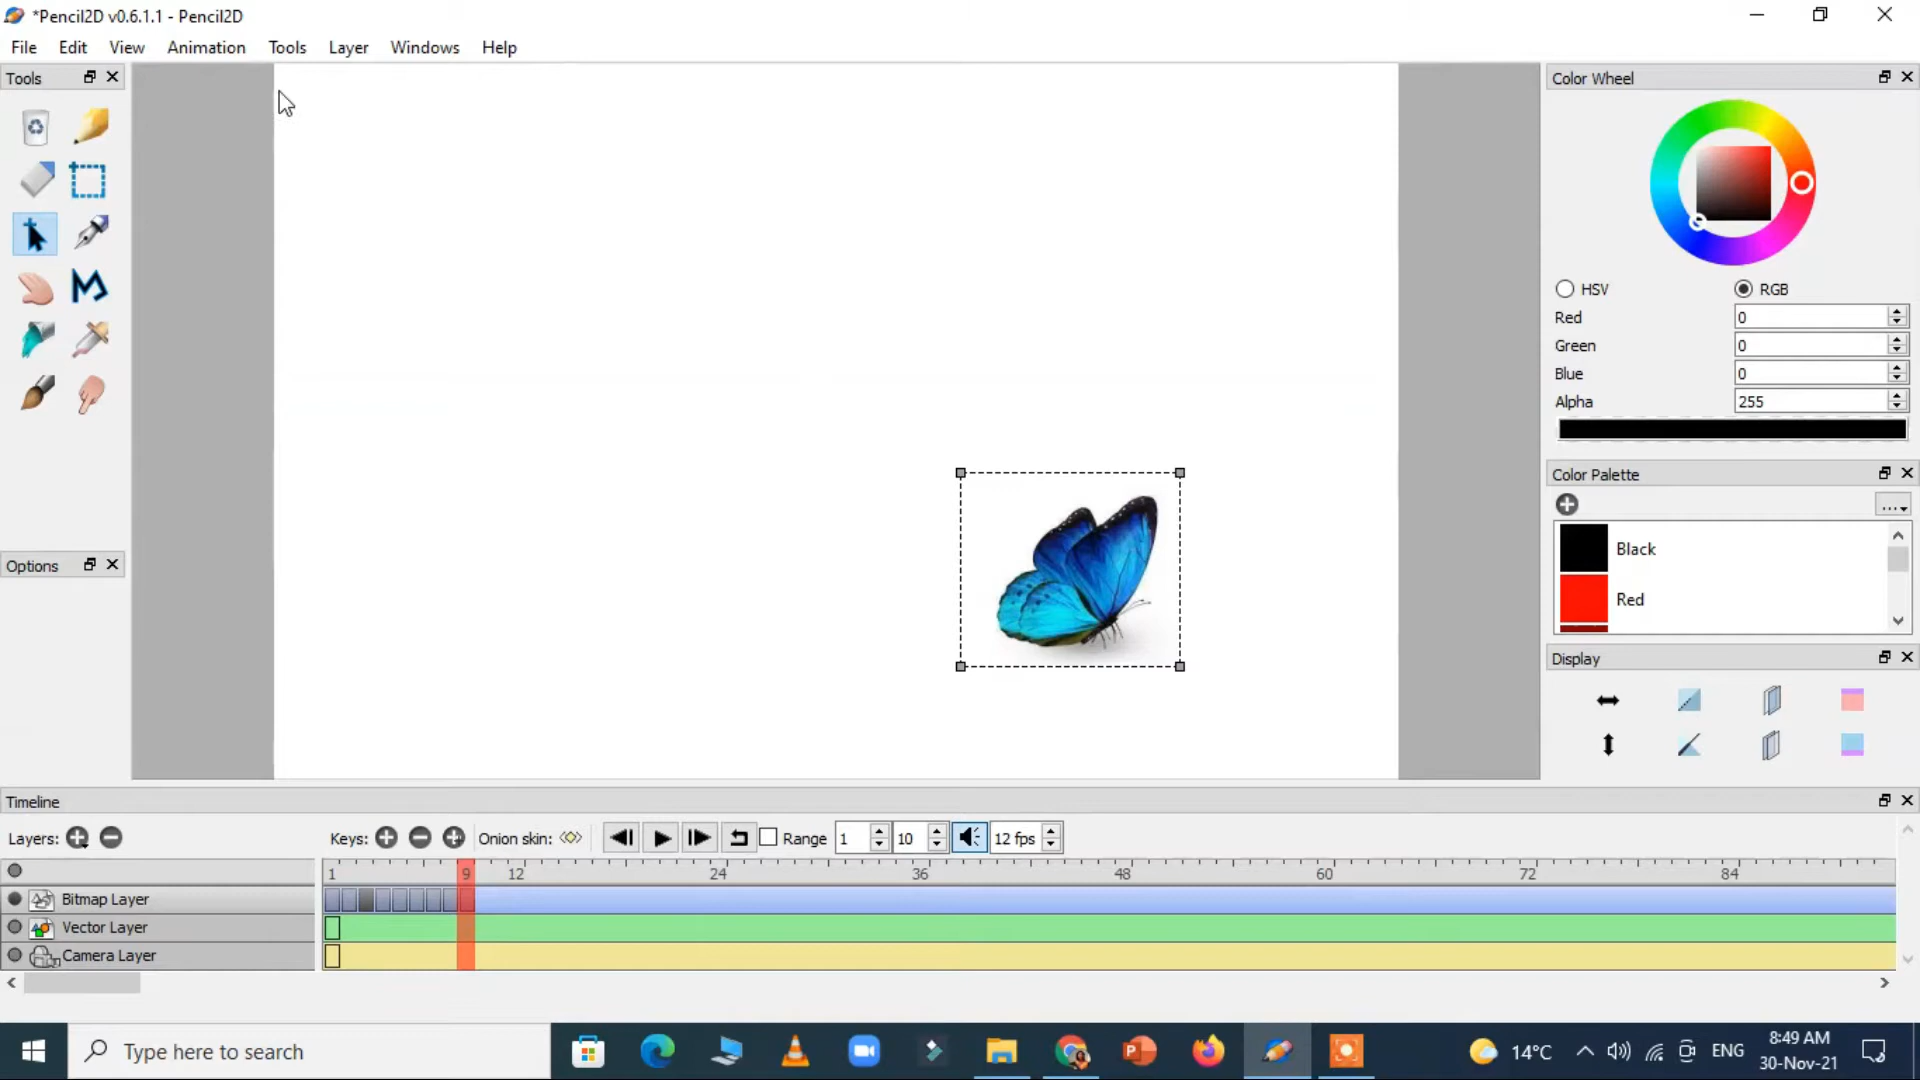 *Pencil2D v0.6.1.1 - Pencil2D
File Edit View Animation Tools Layer Windows Help
Tools
Options
Color Wheel
HSV RGB
Red 0
Green 0
Blue 0
Alpha 255
Color Palette
....
Black
Red
Display
Timeline
Layers: Keys: Onion skin: Range 1 10 12 fps
1 9 12 24 36 48 60 72 84
Bitmap Layer
Vector Layer
Camera Layer
Type here to search
14°C ENG
8:49 AM
30-Nov-21